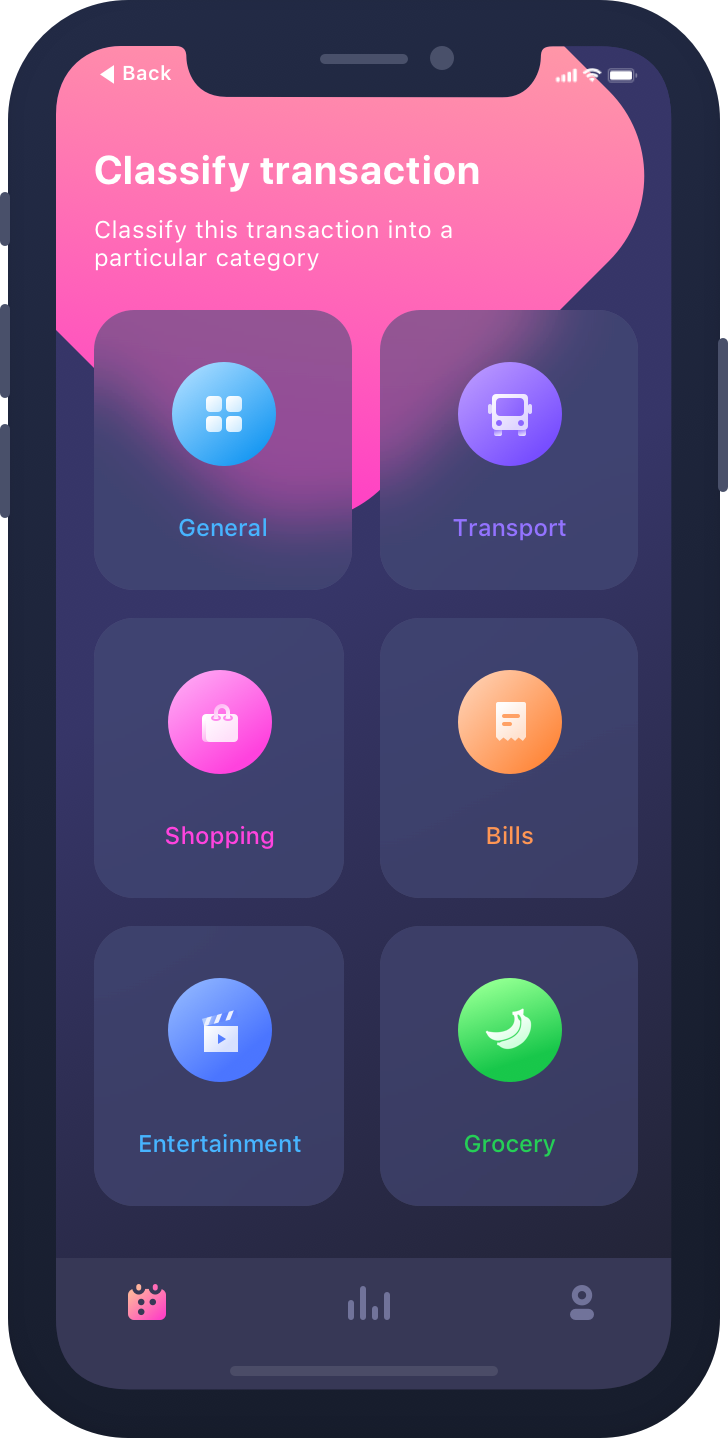 Back
Classify transaction
Classify this transaction into a
particular category
General
Transport
Shopping
Bills
Entertainment
Grocery